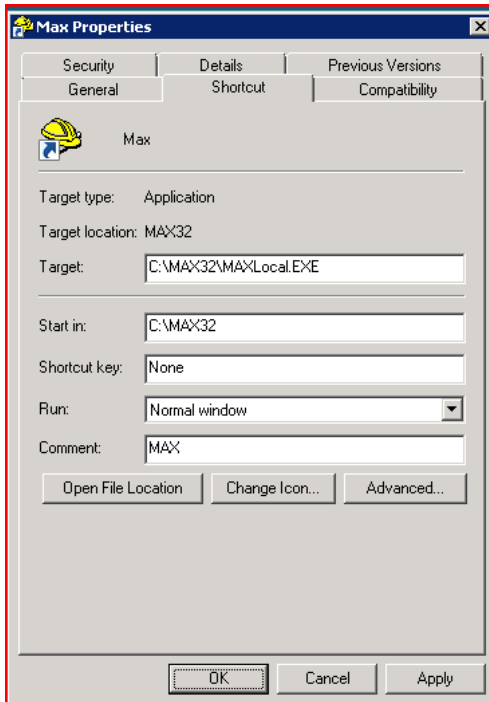 Max Properties
Security Details Previous Versions
General Shortcut Compatibility
Max
Target type: Application
Target location: MAX32
Target: C:\MAX32\MAXLocal.EXE
Start in: C:\MAX32
Shortcut key: None
Run: Normal window
Comment: MAX
Open File Location Change Icon... Advanced...
OK Cancel Apply